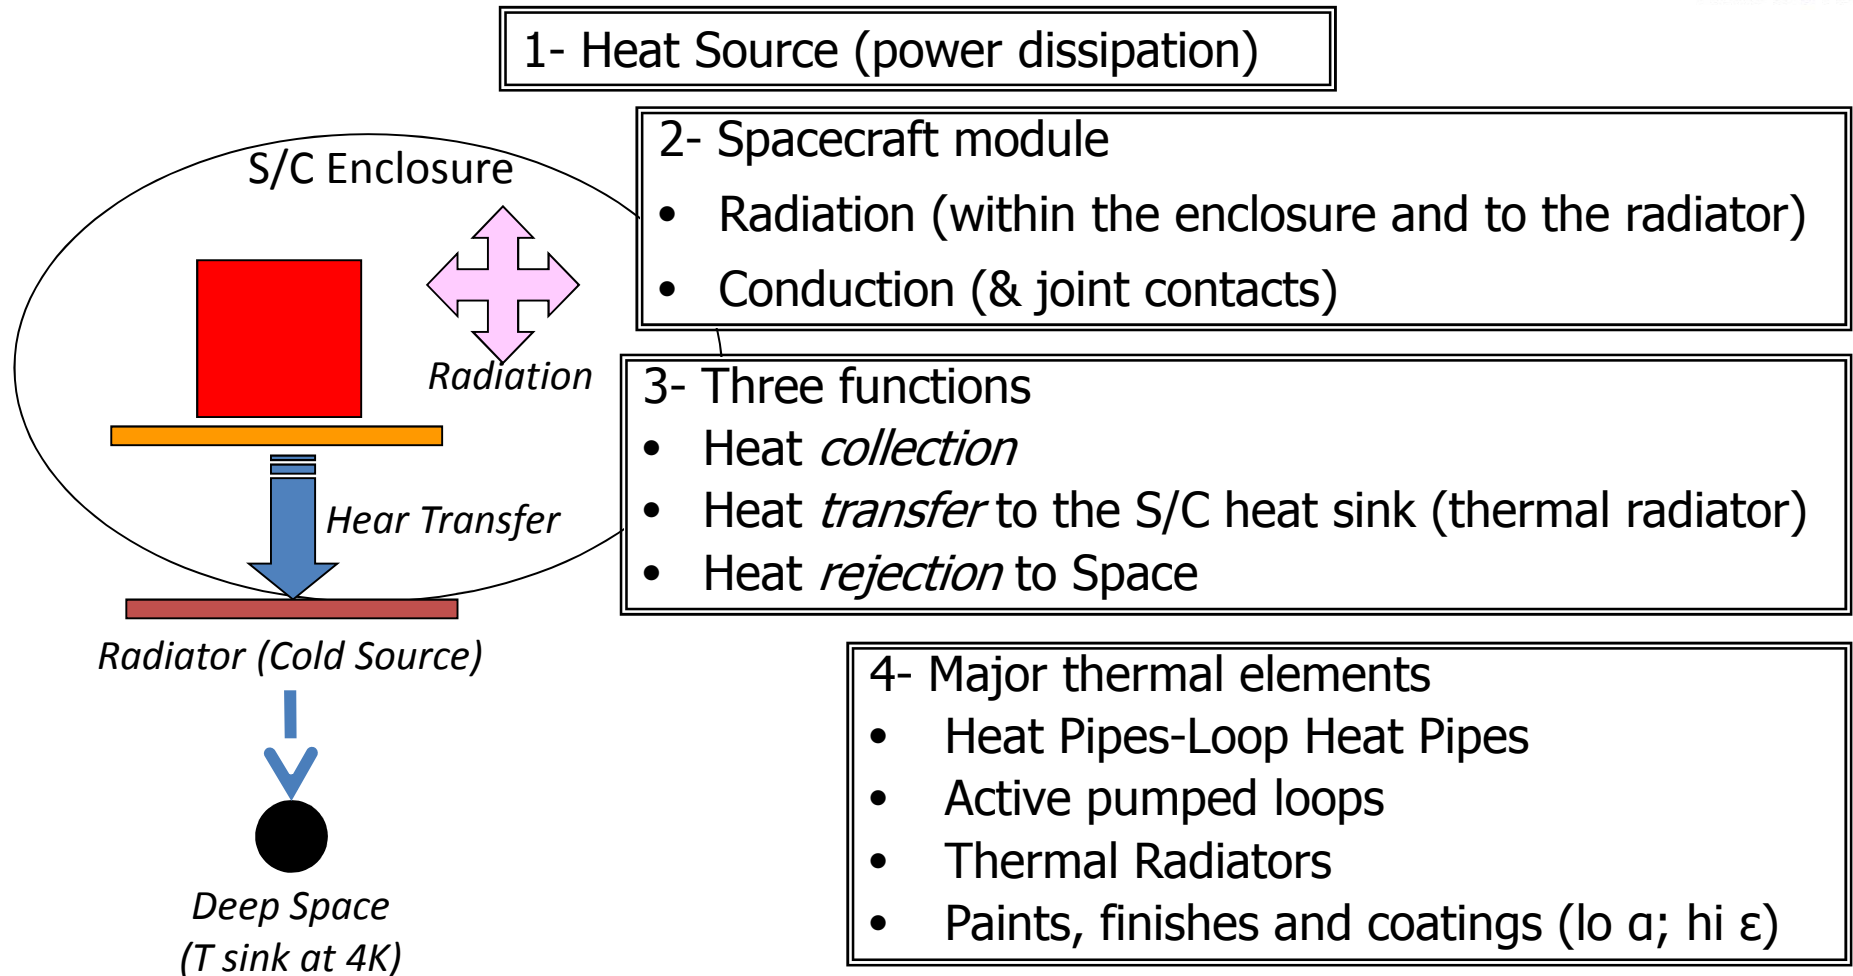 1- Heat Source (power dissipation)
2- Spacecraft module
• Radiation (within the enclosure and to the radiator)
• Conduction (& joint contacts)
S/C Enclosure
Radiation
Hear Transfer
Radiator (Cold Source)
Deep Space
(T sink at 4K)
3- Three functions
• Heat collection
• Heat transfer to the S/C heat sink (thermal radiator)
• Heat rejection to Space
4- Major thermal elements
• Heat Pipes-Loop Heat Pipes
• Active pumped loops
• Thermal Radiators
• Paints, finishes and coatings (lo α; hi ε)